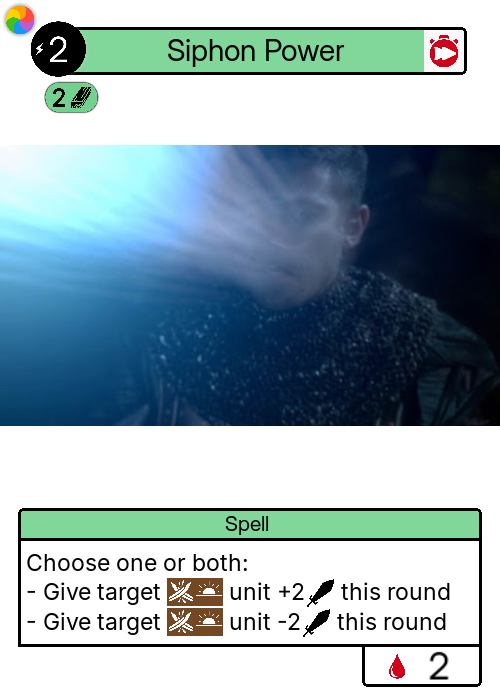 2
Siphon Power
2
Spell
Choose one or both:
- Give target unit +2 this round
- Give target unit -2 this round
2